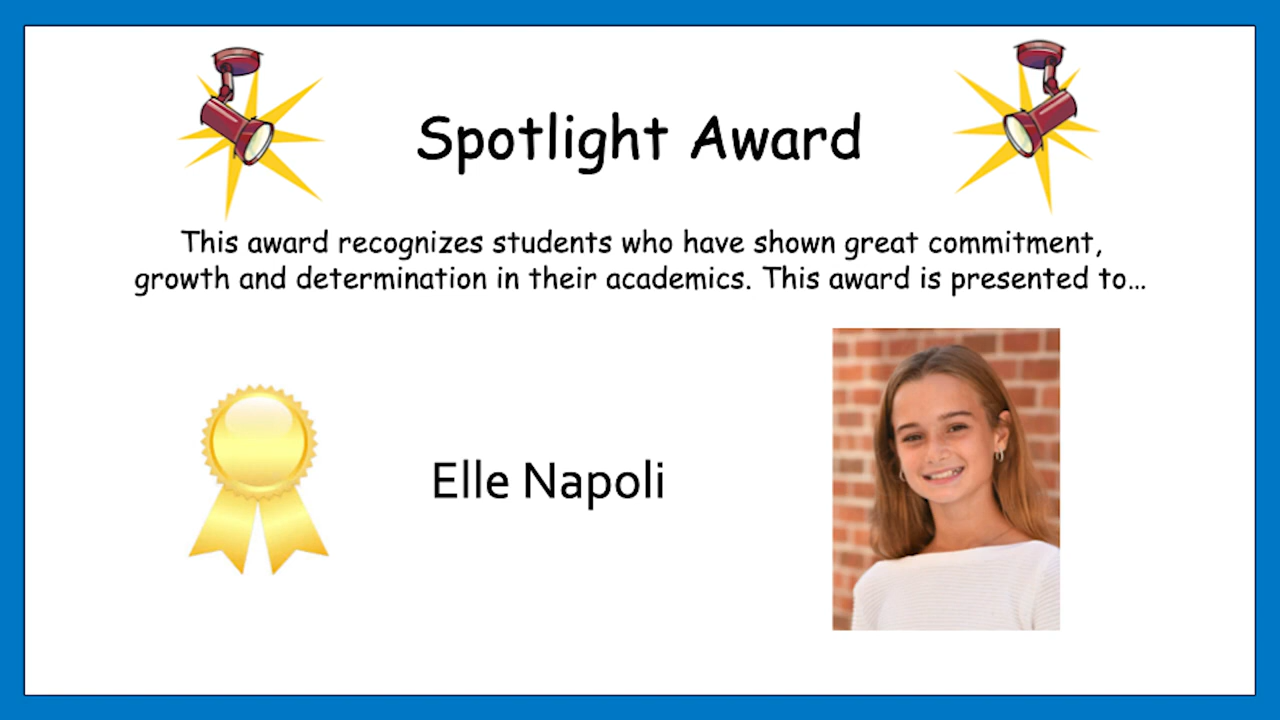 Spotlight Award
This award recognizes students who have shown great commitment,
growth and determination in their academics. This award is presented to...
Elle Napoli